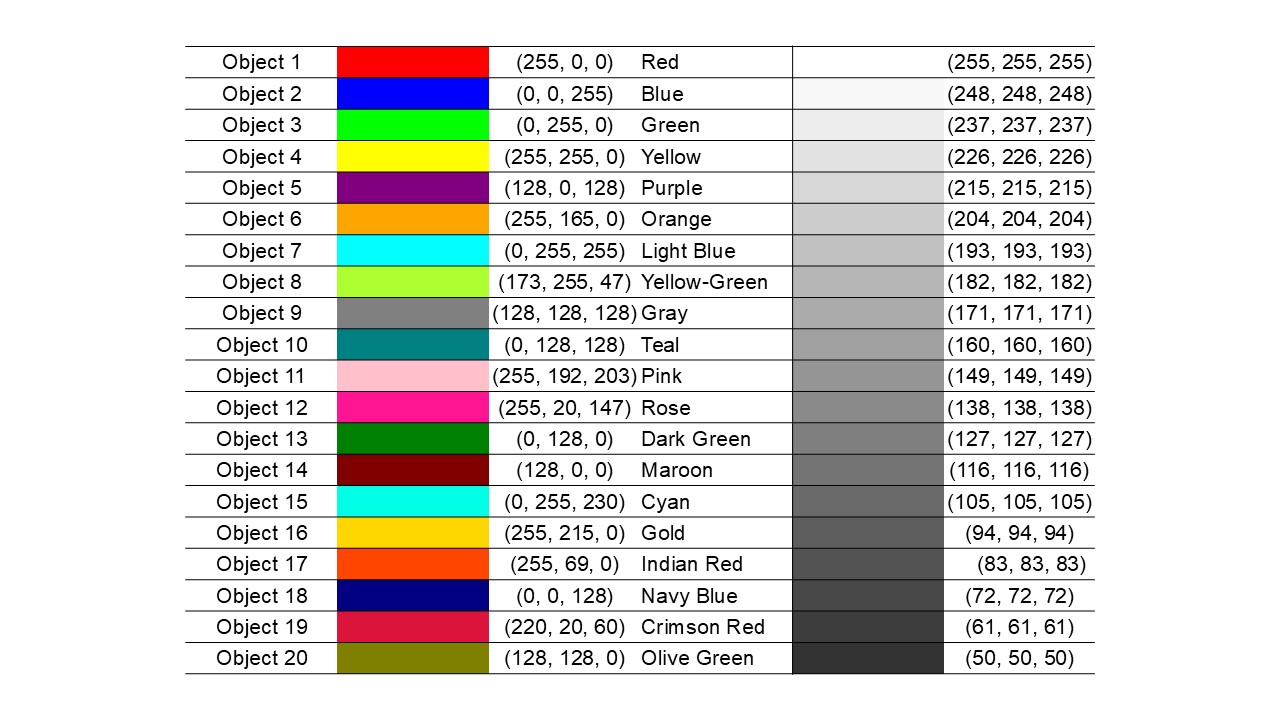 Object 1 (255, 0, 0) Red (255, 255, 255)
Object 2 (0, 0, 255) Blue (248, 248, 248)
Object 3 (0, 255, 0) Green (237, 237, 237)
Object 4 (255, 255, 0) Yellow (226, 226, 226)
Object 5 (128, 0, 128) Purple (215, 215, 215)
Object 6 (255, 165, 0) Orange (204, 204, 204)
Object 7 (0, 255, 255) Light Blue (193, 193, 193)
Object 8 (173, 255, 47) Yellow-Green (182, 182, 182)
Object 9 (128, 128, 128) Gray (171, 171, 171)
Object 10 (0, 128, 128) Teal (160, 160, 160)
Object 11 (255, 192, 203) Pink (149, 149, 149)
Object 12 (255, 20, 147) Rose (138, 138, 138)
Object 13 (0, 128, 0) Dark Green (127, 127, 127)
Object 14 (128, 0, 0) Maroon (116, 116, 116)
Object 15 (0, 255, 230) Cyan (105, 105, 105)
Object 16 (255, 215, 0) Gold (94, 94, 94)
Object 17 (255, 69, 0) Indian Red (83, 83, 83)
Object 18 (0, 0, 128) Navy Blue (72, 72, 72)
Object 19 (220, 20, 60) Crimson Red (61, 61, 61)
Object 20 (128, 128, 0) Olive Green (50, 50, 50)